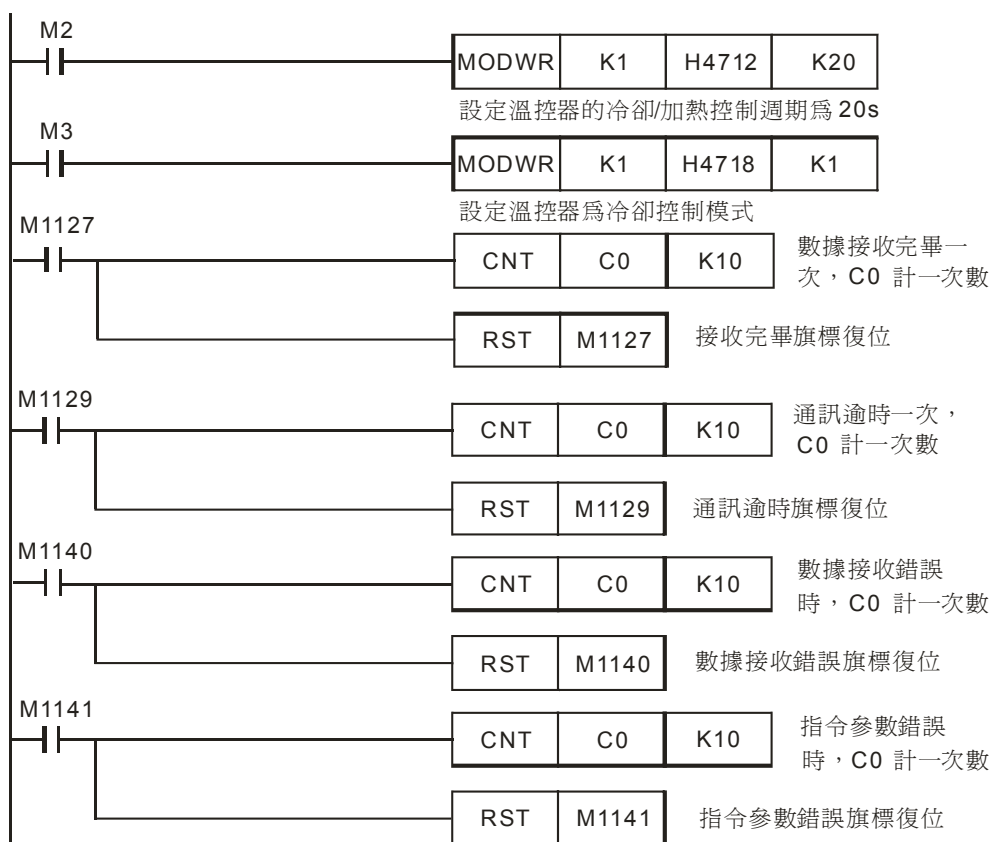 M2
MODWR K1 H4712 K20
設定溫控器的冷卻/加熱控制週期爲 20s
M3
MODWR K1 H4718 K1
設定溫控器爲冷卻控制模式
M1127
CNT C0 K10
數據接收完畢一
次，C0 計一次數
RST M1127
接收完畢旗標復位
M1129
CNT C0 K10
通訊逾時一次，
C0 計一次數
RST M1129
通訊逾時旗標復位
M1140
CNT C0 K10
數據接收錯誤
時，C0 計一次數
RST M1140
數據接收錯誤旗標復位
M1141
CNT C0 K10
指令參數錯誤
時，C0 計一次數
RST M1141
指令參數錯誤旗標復位